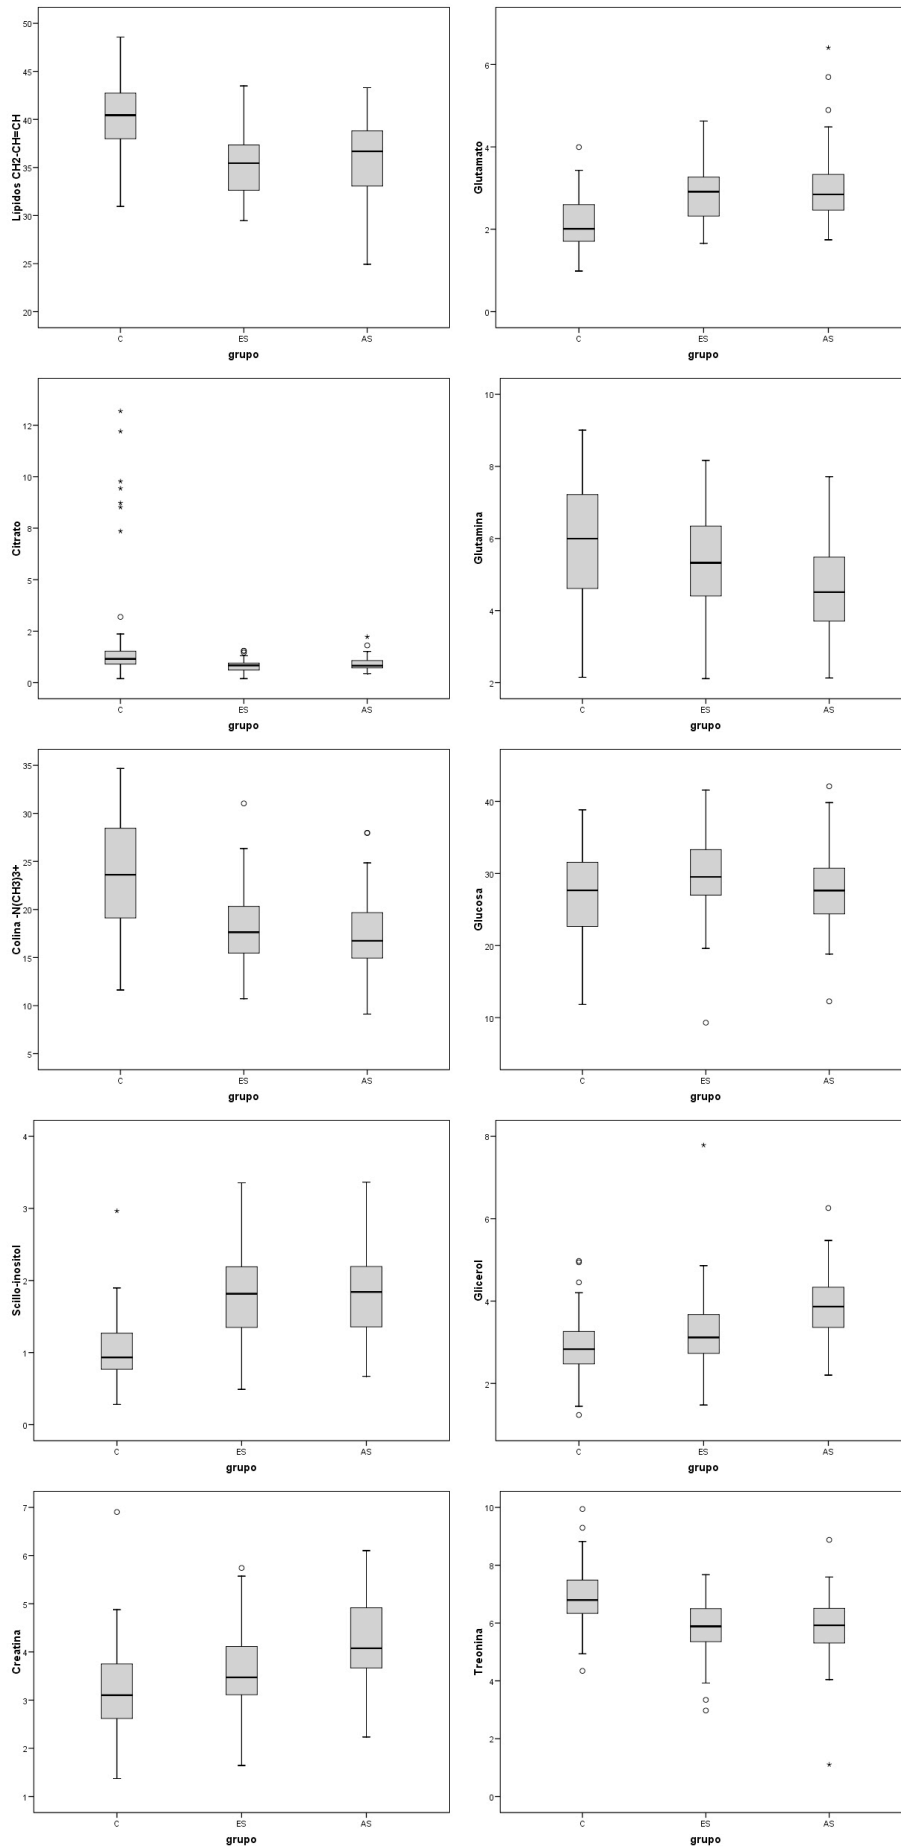 Lípidos CH2-CH=CH
50
45
40
35
30
25
20
C ES AS
grupo
Glutamato
6
4
2
0
C ES AS
grupo
Citrato
12
10
8
5
2
0
C ES AS
grupo
Glutamina
10
8
6
4
2
C ES AS
grupo
Colina -N(CH3)3+
35
30
25
20
15
10
5
C ES AS
grupo
Glucosa
40
30
20
10
C ES AS
grupo
Scillo-inositol
4
3
2
1
0
C ES AS
grupo
Glicerol
8
6
4
2
C ES AS
grupo
Creatina
7
6
5
4
3
2
1
C ES AS
grupo
Treonina
10
8
6
4
2
0
C ES AS
grupo